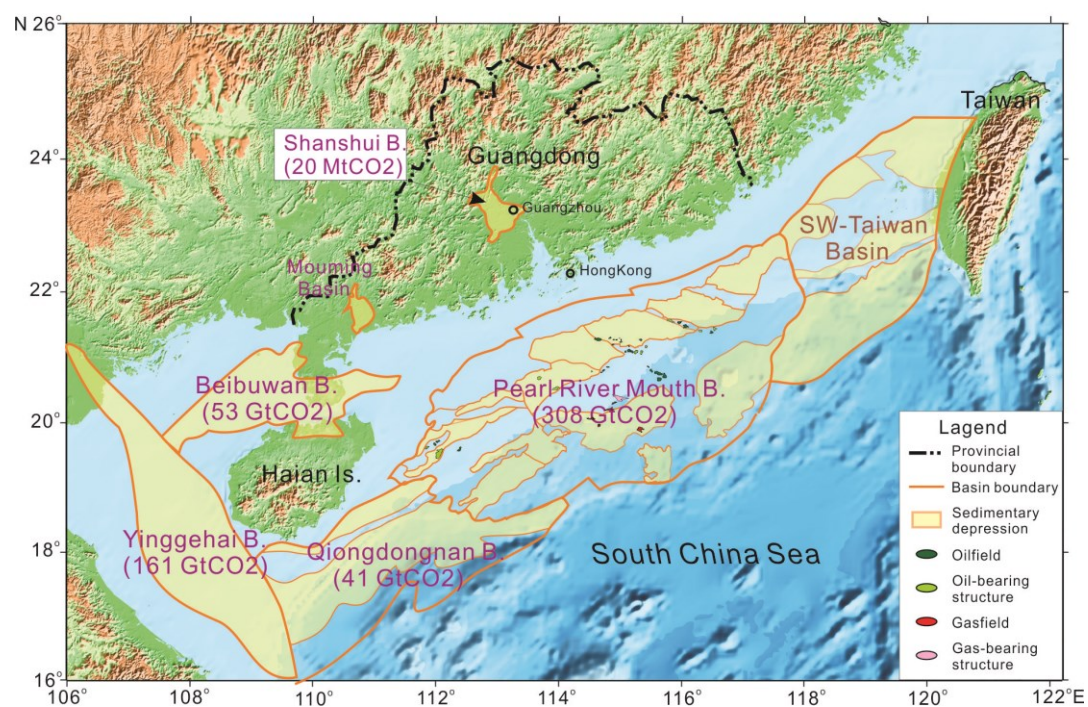 N 26°
24°
22°
20°
18°
16°
106°
108°
110°
112°
114°
116°
118°
120°
122°E
Taiwan
Shanshui B.
(20 MtCO2)
Guangdong
Guangzhou
SW-Taiwan
Basin
Mouming
Basin
HongKong
Beibuwan B.
(53 GtCO2)
Pearl River Mouth B.
(308 GtCO2)
Haian Is.
Yinggehai B.
(161 GtCO2)
Qiongdongnan B.
(41 GtCO2)
South China Sea
Legend
Provincial
boundary
Basin boundary
Sedimentary
depression
Oilfield
Oil-bearing
structure
Gasfield
Gas-bearing
structure